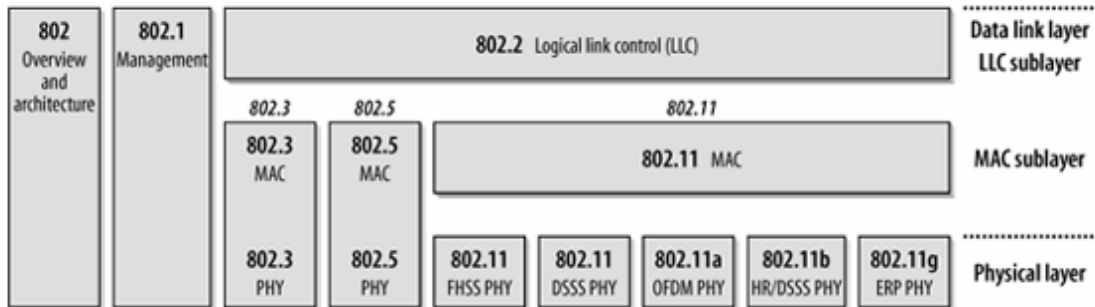 802
Overview
and
architecture
802.1
Management
802.2 Logical link control (LLC)
Data link layer
LLC sublayer
802.3
802.5
802.11
802.3
MAC
802.5
MAC
802.11 MAC
MAC sublayer
802.3
PHY
802.5
PHY
802.11
FHSS PHY
802.11
DSSS PHY
802.11a
OFDM PHY
802.11b
HR/DSSS PHY
802.11g
ERP PHY
Physical layer